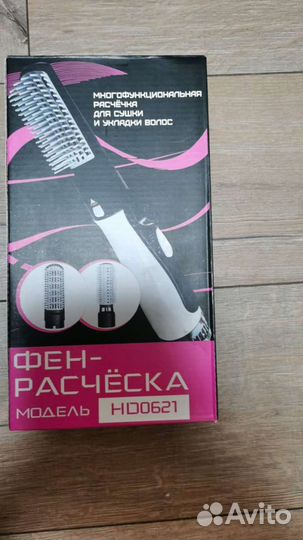 МНОГОФУНКЦИОНАЛЬНАЯ
РАСЧЁСКА
ДЛЯ СУШКИ
И УКЛАДКИ ВОЛОС
ФЕН-
РАСЧЁСКА
МОДЕЛЬ HD0621
Avito